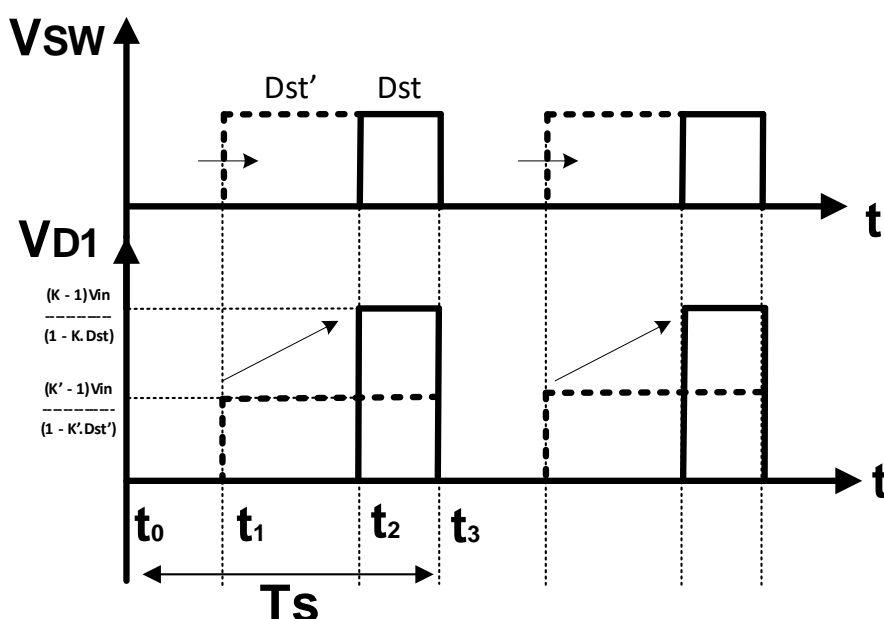 VSW
Dst'
Dst
t
VD1
(K - 1)Vin
----------
(1 - K.Dst)
(K' - 1)Vin
----------
(1 - K'.Dst')
t
t0
t1
t2
t3
Ts